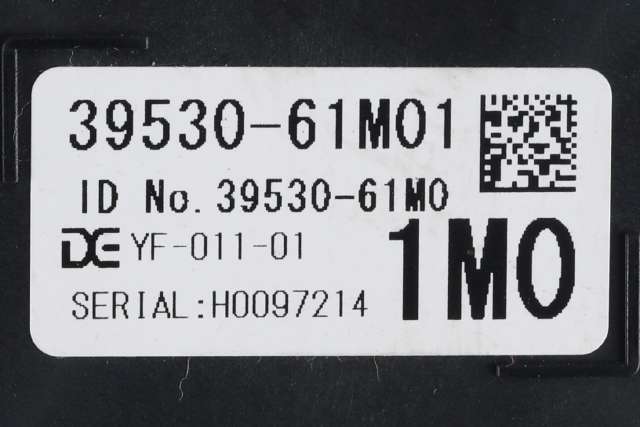 39530-61M01
ID No. 39530-61M0
DE YF-011-01
1M0
SERIAL:H0097214